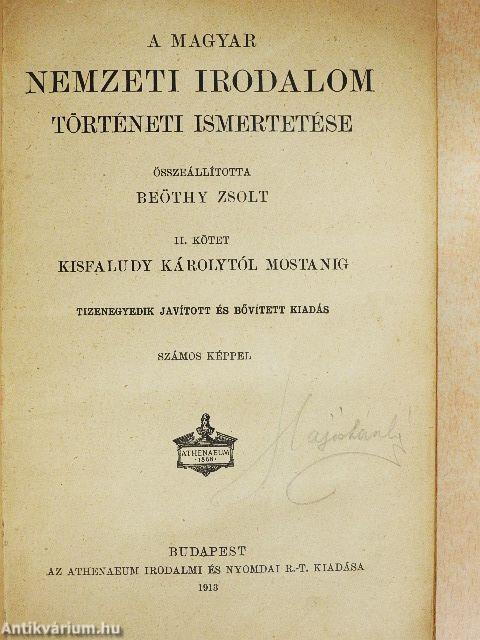 A MAGYAR
NEMZETI IRODALOM
TÖRTÉNETI ISMERTETÉSE
ÖSSZEÁLLÍTOTTA
BEÖTHY ZSOLT
II. KÖTET
KISFALUDY KÁROLYTÓL MOSTANIG
TIZENEGYEDIK JAVÍTOTT ÉS BŐVÍTETT KIADÁS
SZÁMOS KÉPPEL
ATHENAEUM
1868
BUDAPEST
AZ ATHENAEUM IRODALMI ÉS NYOMDAI R.-T. KIADÁSA
1913
Antikvárium.hu